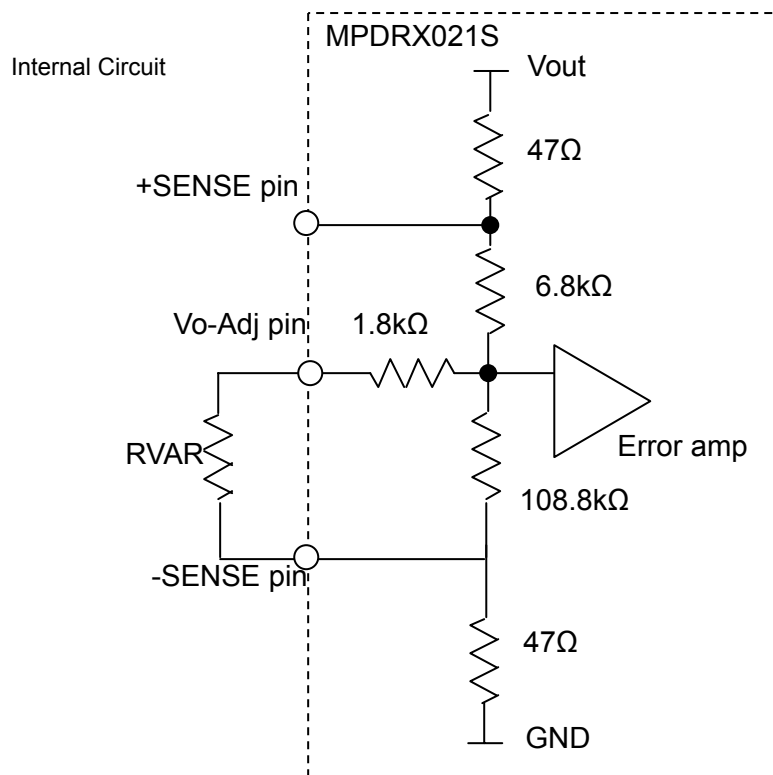 MPDRX021S
Internal Circuit
Vout
47Ω
+SENSE pin
6.8kΩ
Vo-Adj pin
1.8kΩ
RVAR
Error amp
108.8kΩ
-SENSE pin
47Ω
GND